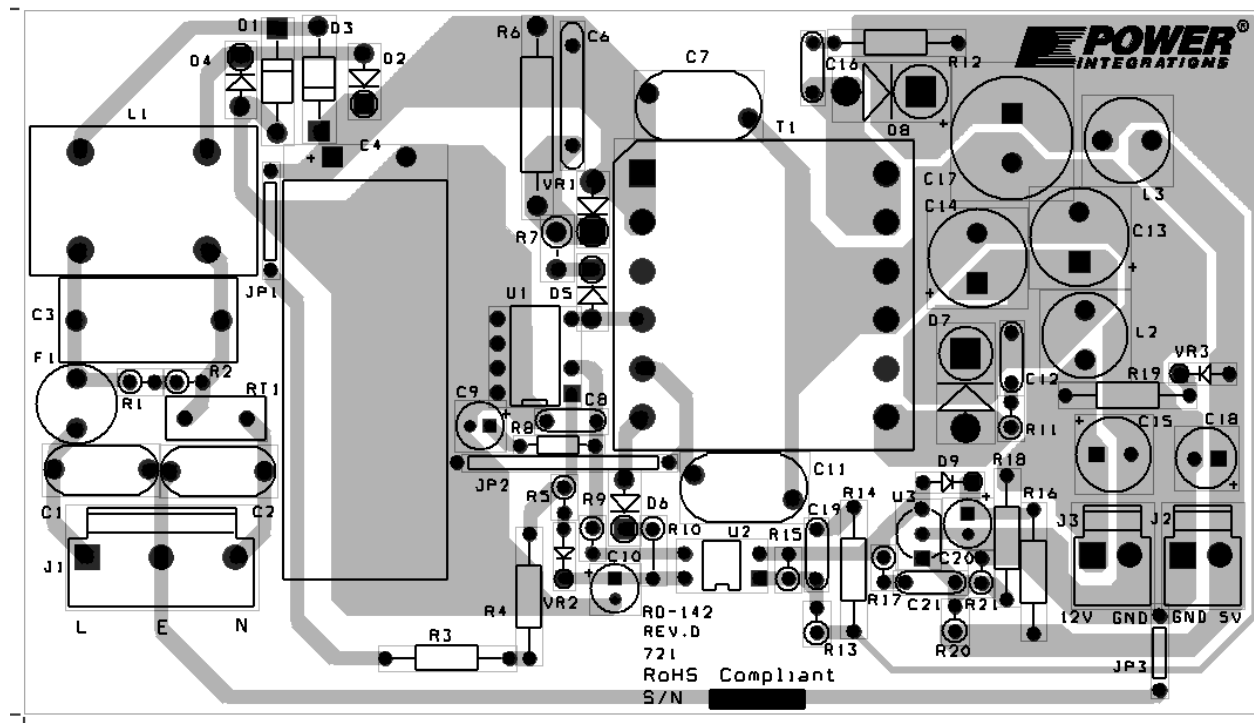 D1
D3
D4
D2
R6
C6
C7
C16
R12
POWER®
INTEGRATIONS
L1
C4
+
T1
D8
+
VR1
C17
L3
R7
C14
C13
+
+
JP1
D5
U1
C3
D7
L2
F1
R2
R1
RT1
C9
+
C8
R8
VR3
R19
C12
R11
+
C15
C18
+
JP2
C11
D9
R18
C1
C2
R5
R9
D6
R10
U2
R15
C19
R14
U3
+
R16
J3
J2
J1
C10
+
C20
VR2
R4
R17
C21
R21
L
E
N
RD-142
REV.D
721
RoHS Compliant
S/N
R3
R13
R20
12V
GND
GND
5V
JP3